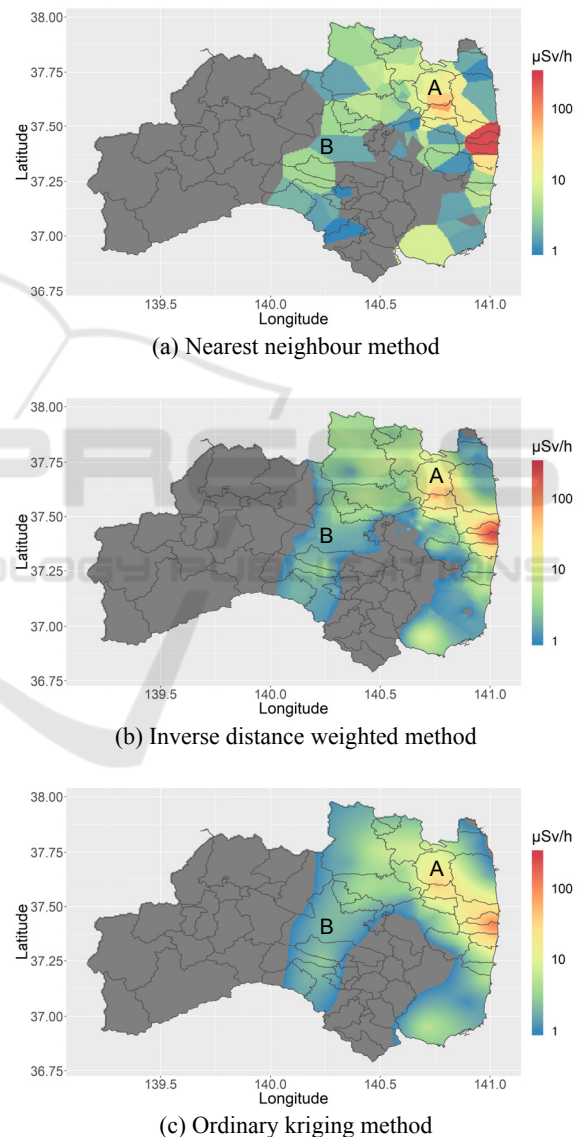 38.00
37.75
37.50
37.25
37.00
36.75
Latitude
139.5 140.0 140.5 141.0
Longitude
A
B
µSv/h
100
10
1
(a) Nearest neighbour method
38.00
37.75
37.50
37.25
37.00
36.75
Latitude
139.5 140.0 140.5 141.0
Longitude
A
B
µSv/h
100
10
1
(b) Inverse distance weighted method
38.00
37.75
37.50
37.25
37.00
36.75
Latitude
139.5 140.0 140.5 141.0
Longitude
A
B
µSv/h
100
10
1
(c) Ordinary kriging method